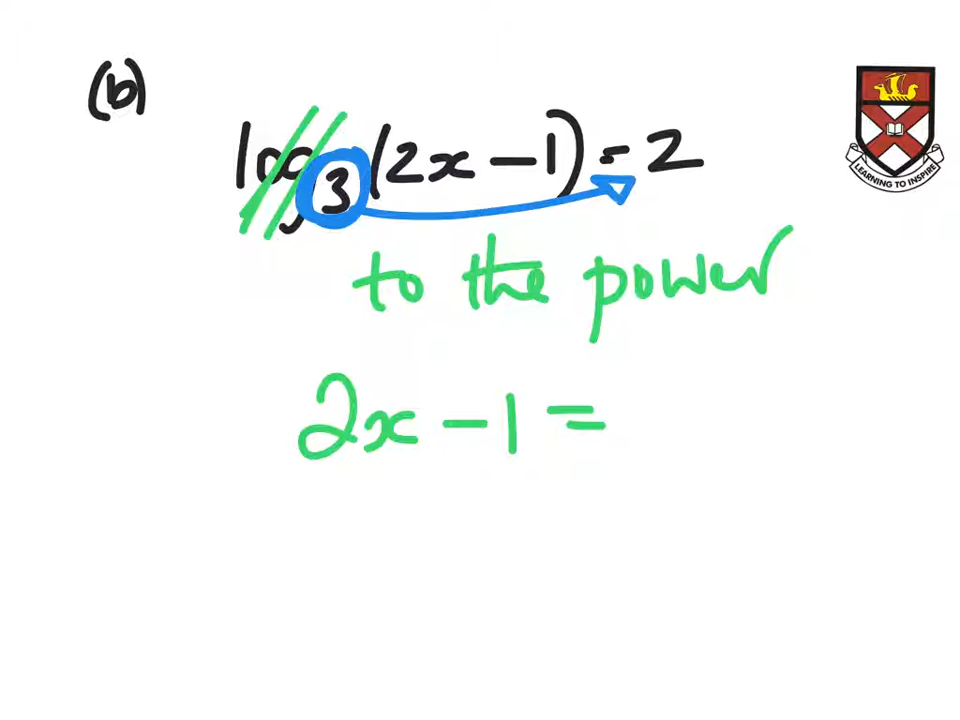 (b)
log₃(2x − 1) = 2
LEARNING TO INSPIRE
to the power
2x − 1 =